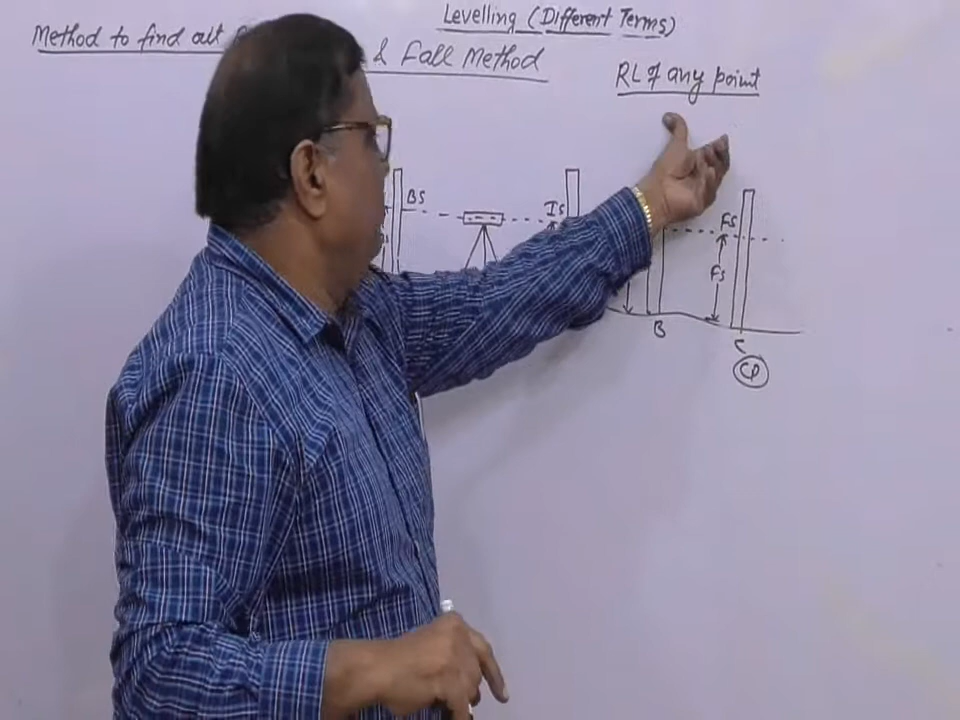 Levelling (Different Terms)
Method to find out & Fall Method
RL of any point
BS
IS
FS
FS
B
C
CP